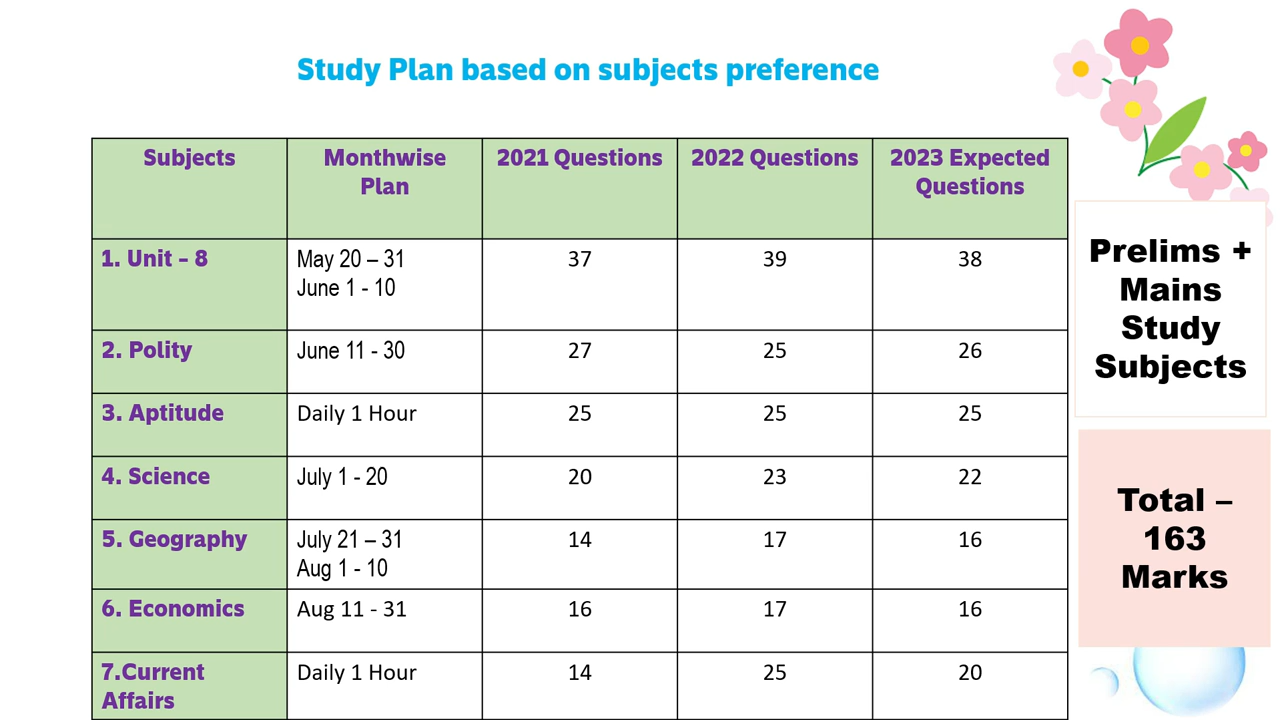 Study Plan based on subjects preference
Subjects
Monthwise
Plan
2021 Questions
2022 Questions
2023 Expected
Questions
1. Unit – 8
May 20 – 31
June 1 - 10
37
39
38
2. Polity
June 11 - 30
27
25
26
3. Aptitude
Daily 1 Hour
25
25
25
4. Science
July 1 - 20
20
23
22
5. Geography
July 21 – 31
Aug 1 - 10
14
17
16
6. Economics
Aug 11 - 31
16
17
16
7.Current
Affairs
Daily 1 Hour
14
25
20
Prelims +
Mains
Study
Subjects
Total –
163
Marks